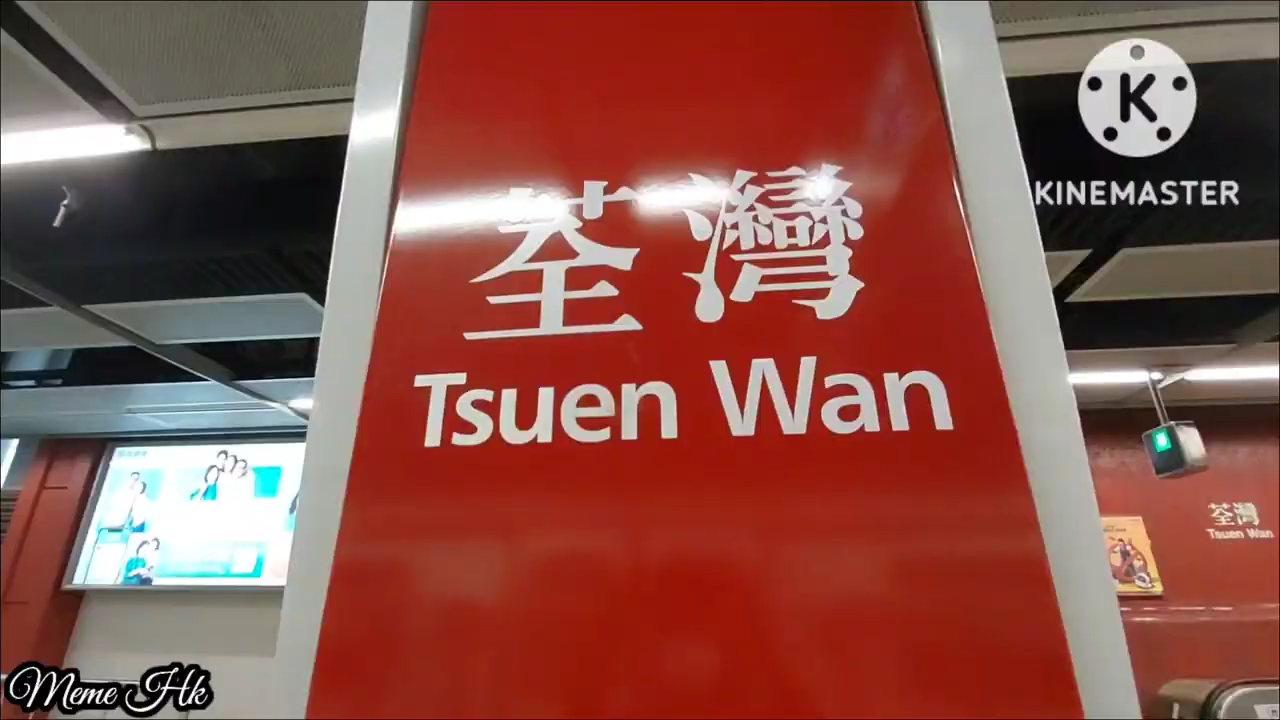 K
KINEMASTER
荃灣
Tsuen Wan
荃灣
Tsuen Wan
Meme Hk